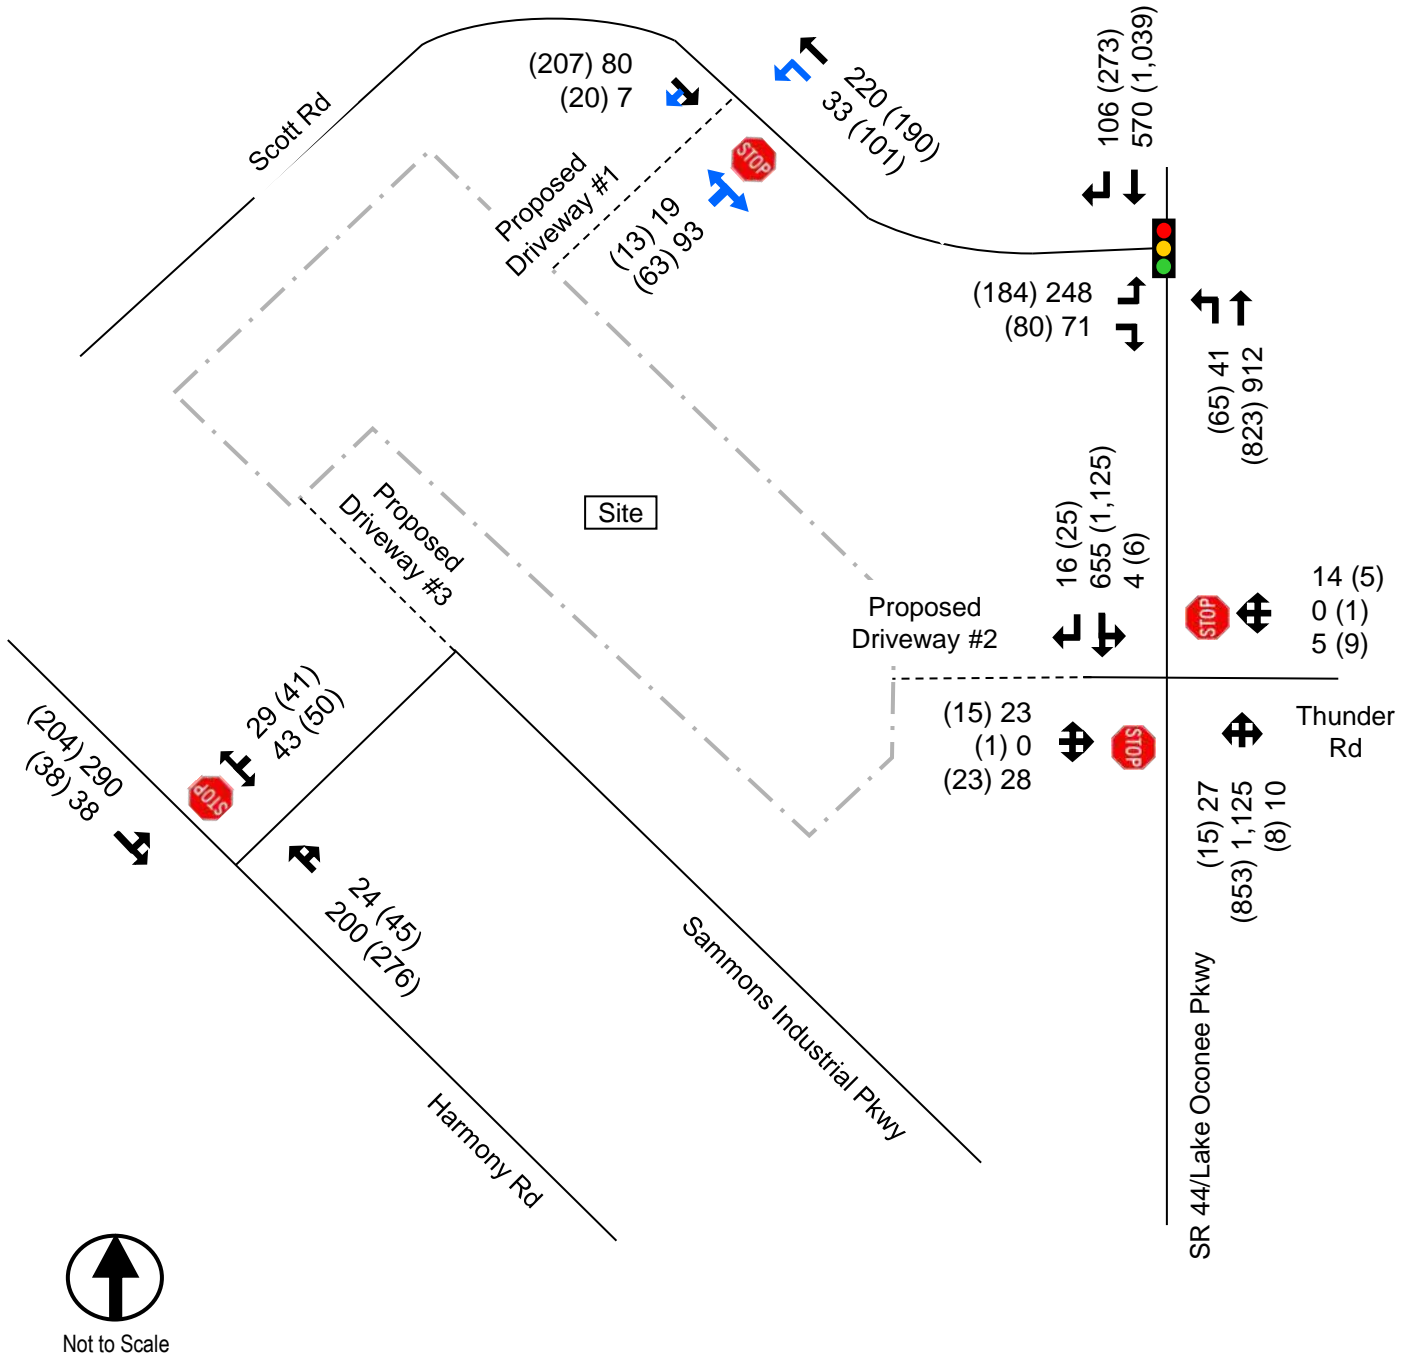 (207) 80
(20) 7
220 (190)
33 (101)
106 (273)
570 (1,039)
Scott Rd
STOP
Proposed
Driveway #1
(13) 19
(63) 93
(184) 248
(80) 71
(65) 41
(823) 912
Proposed
Driveway #3
Site
16 (25)
655 (1,125)
4 (6)
Proposed
Driveway #2
STOP
14 (5)
0 (1)
5 (9)
(15) 23
(1) 0
(23) 28
STOP
Thunder
Rd
(15) 27
(853) 1,125
(8) 10
29 (41)
43 (50)
(204) 290
(38) 38
STOP
24 (45)
200 (276)
Sammons Industrial Pkwy
Harmony Rd
SR 44/Lake Oconee Pkwy
Not to Scale